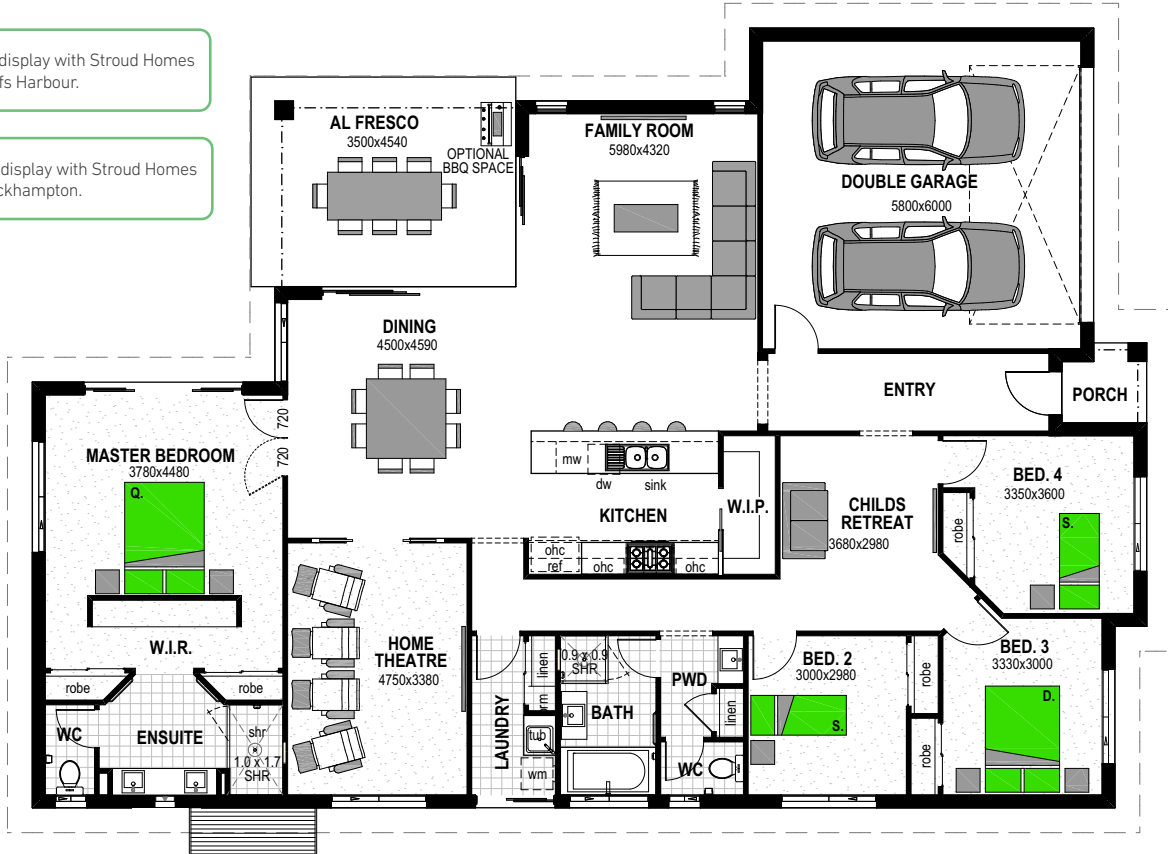 display with Stroud Homes
fs Harbour.
display with Stroud Homes
ckhampton.
AL FRESCO
3500x4540
OPTIONAL
BBQ SPACE
FAMILY ROOM
5980x4320
DOUBLE GARAGE
5800x6000
DINING
4500x4590
ENTRY
PORCH
720
720
MASTER BEDROOM
3780x4480
Q.
mw
dw
sink
KITCHEN
W.I.P.
ohc
ref
ohc
ohc
CHILDS
RETREAT
3680x2980
BED. 4
3350x3600
robe
S.
W.I.R.
robe
robe
HOME
THEATRE
4750x3380
WC
ENSUITE
shr
1.0 x 1.7
SHR
LAUNDRY
linen
tub
wm
0.9 x 0.9
SHR
BATH
PWD
linen
WC
BED. 2
3000x2980
S.
robe
robe
BED. 3
3330x3000
D.